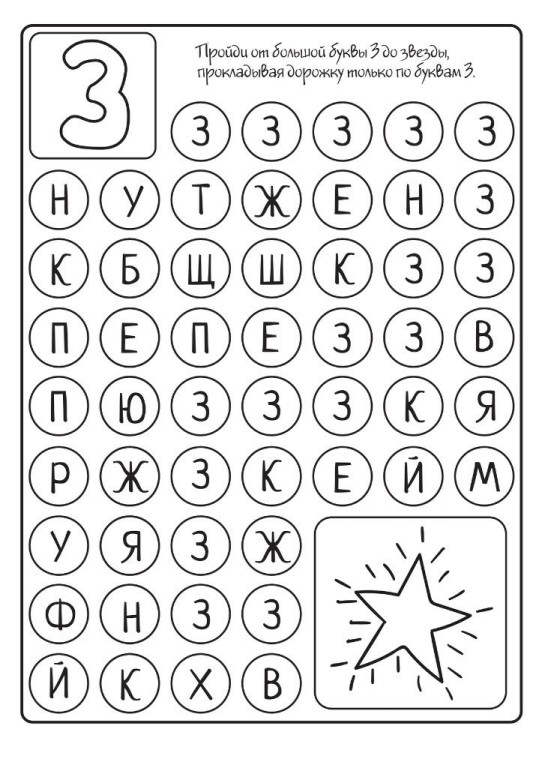 З
Пройди от большой буквы З до звезды,
прокладывая дорожку только по буквам З.
З З З З З
Н У Т Ж Е Н З
К Б Щ Ш К З З
П Е П Е З З В
П Ю З З З К Я
Р Ж З К Е Й М
У Я З Ж
Ф Н З З
Й К Х В